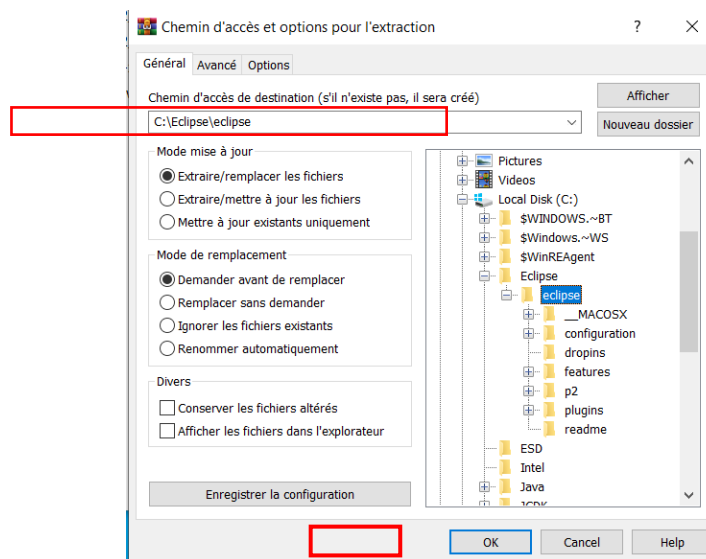 Chemin d'accès et options pour l'extraction
?
Général Avancé Options
Chemin d'accès de destination (s'il n'existe pas, il sera créé)
Afficher
C:\Eclipse\eclipse
Nouveau dossier
Mode mise à jour
Extraire/remplacer les fichiers
Extraire/mettre à jour les fichiers
Mettre à jour existants uniquement
Mode de remplacement
Demander avant de remplacer
Remplacer sans demander
Ignorer les fichiers existants
Renommer automatiquement
Divers
Conserver les fichiers altérés
Afficher les fichiers dans l'explorateur
Enregistrer la configuration
Pictures
Videos
Local Disk (C:)
$WINDOWS.~BT
$Windows.~WS
$WinREAgent
Eclipse
eclipse
__MACOSX
configuration
dropins
features
p2
plugins
readme
ESD
Intel
Java
OK Cancel Help